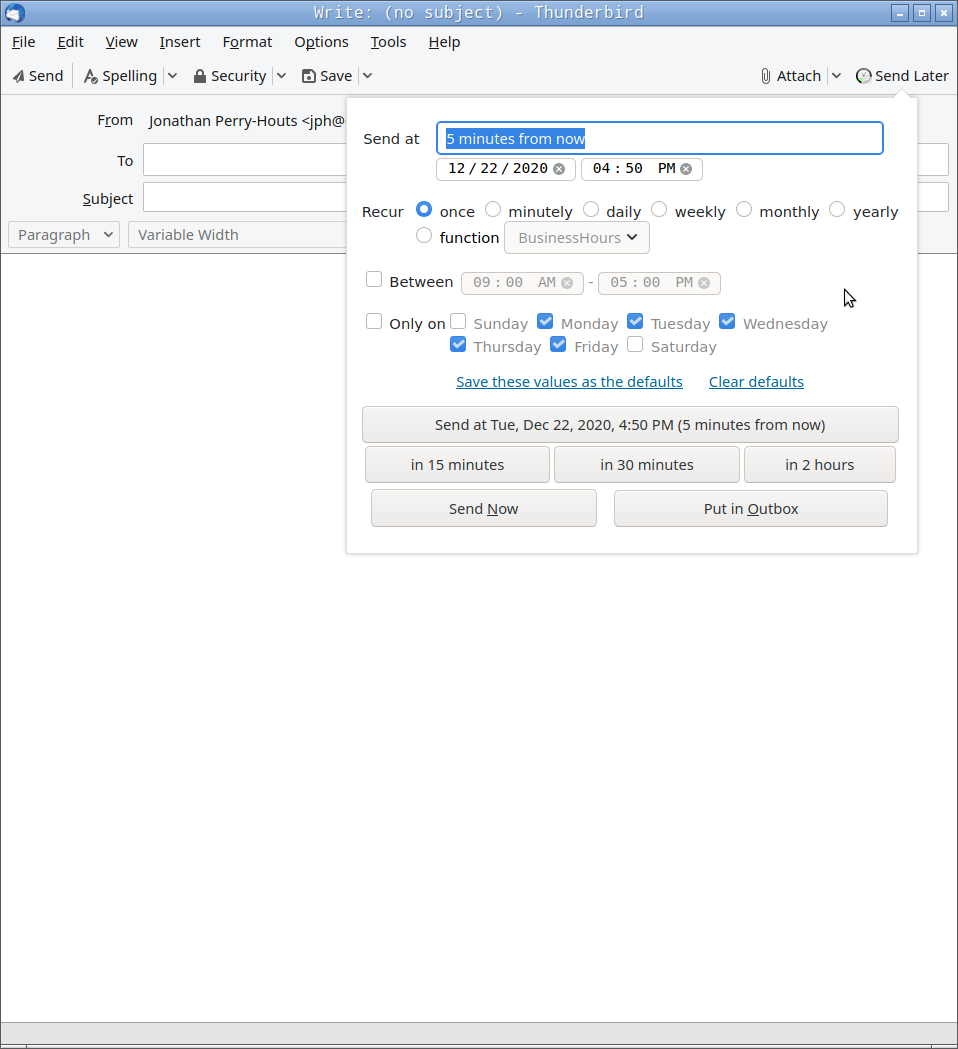 Write: (no subject) - Thunderbird
File Edit View Insert Format Options Tools Help
Send Spelling Security Save Attach Send Later
From Jonathan Perry-Houts <jph@
To
Subject
Paragraph Variable Width
Send at 5 minutes from now
12/22/2020 04:50 PM
Recur once minutely daily weekly monthly yearly
function BusinessHours
Between 09:00 AM - 05:00 PM
Only on Sunday Monday Tuesday Wednesday
Thursday Friday Saturday
Save these values as the defaults Clear defaults
Send at Tue, Dec 22, 2020, 4:50 PM (5 minutes from now)
in 15 minutes in 30 minutes in 2 hours
Send Now Put in Outbox